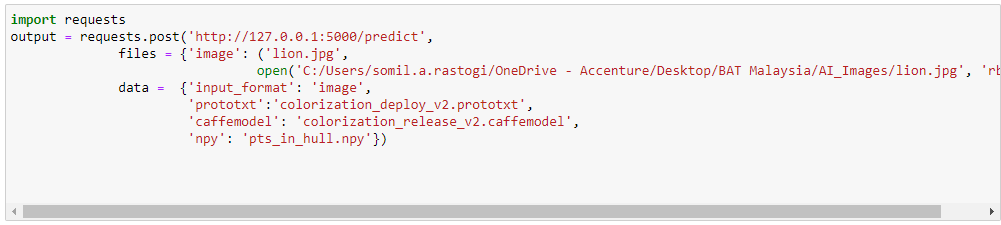 import requests
output = requests.post('http://127.0.0.1:5000/predict',
files = {'image': ('lion.jpg',
open('C:/Users/somil.a.rastogi/OneDrive - Accenture/Desktop/BAT Malaysia/AI_Images/lion.jpg', 'rb
data = {'input_format': 'image',
'prototxt':'colorization_deploy_v2.prototxt',
'caffemodel': 'colorization_release_v2.caffemodel',
'npy': 'pts_in_hull.npy'})